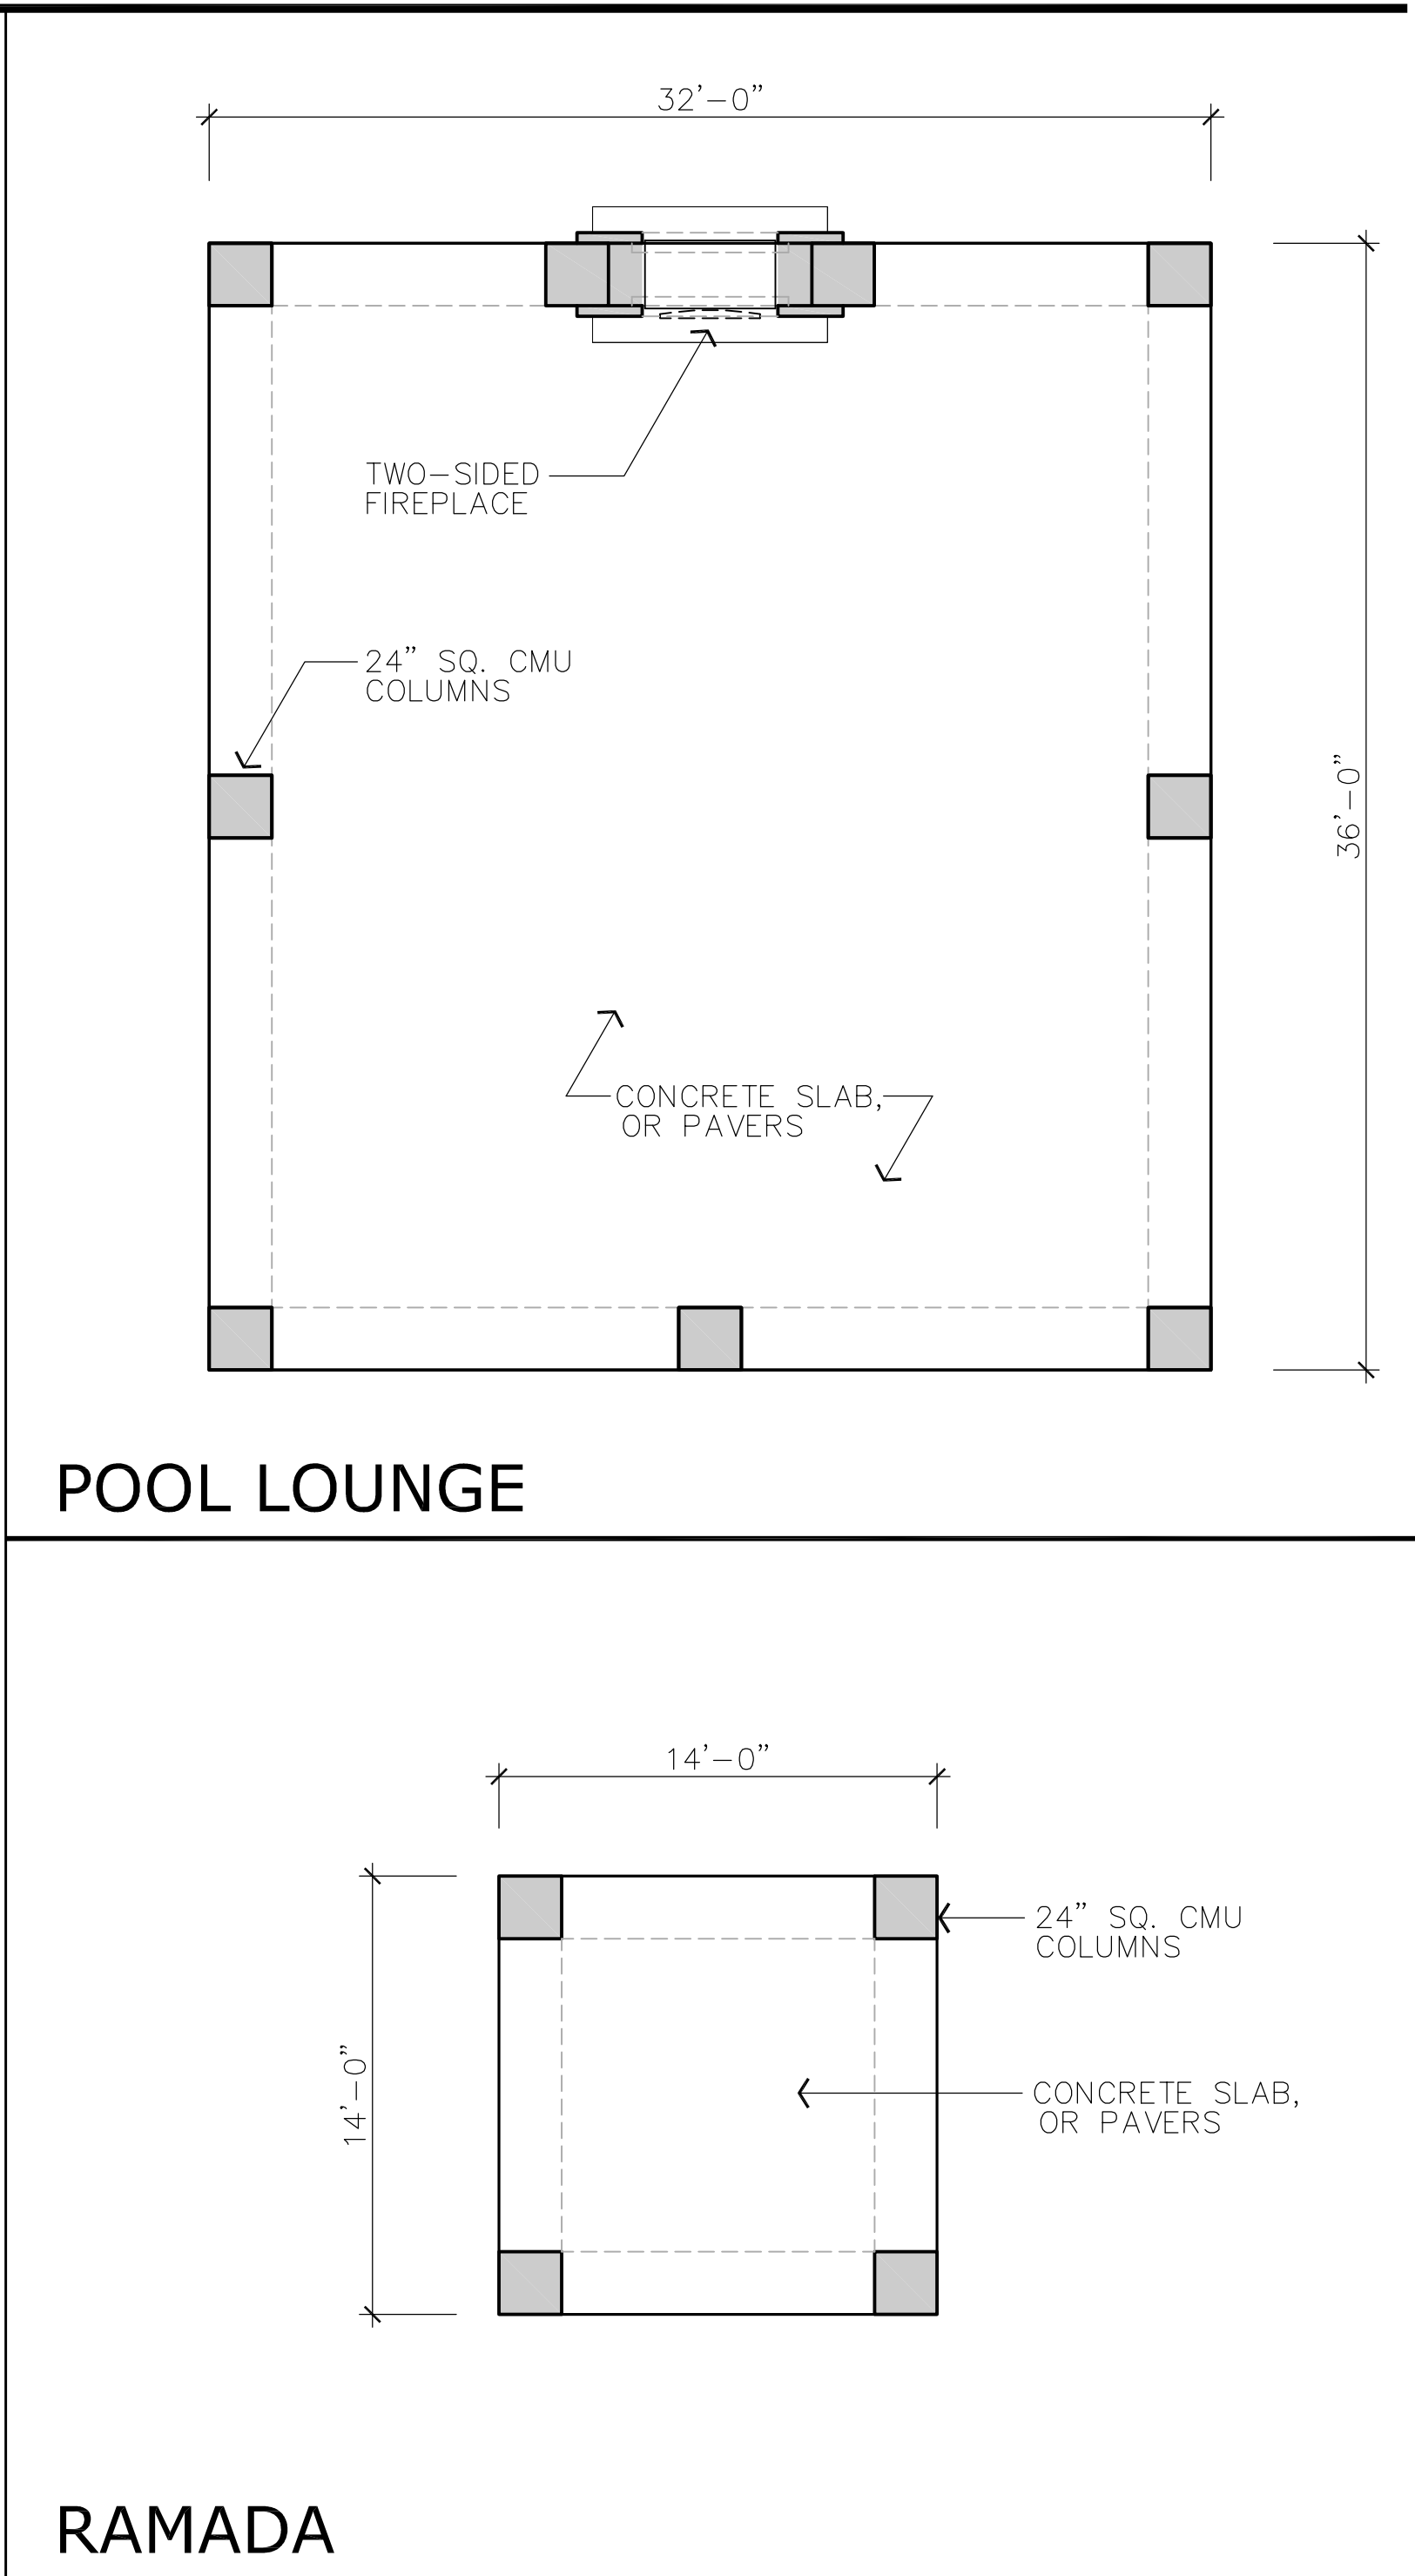 32’-0”
TWO-SIDED
FIREPLACE
24” SQ. CMU
COLUMNS
36’-0”
CONCRETE SLAB,
OR PAVERS
POOL LOUNGE
14’-0”
24” SQ. CMU
COLUMNS
14’-0”
CONCRETE SLAB,
OR PAVERS
RAMADA